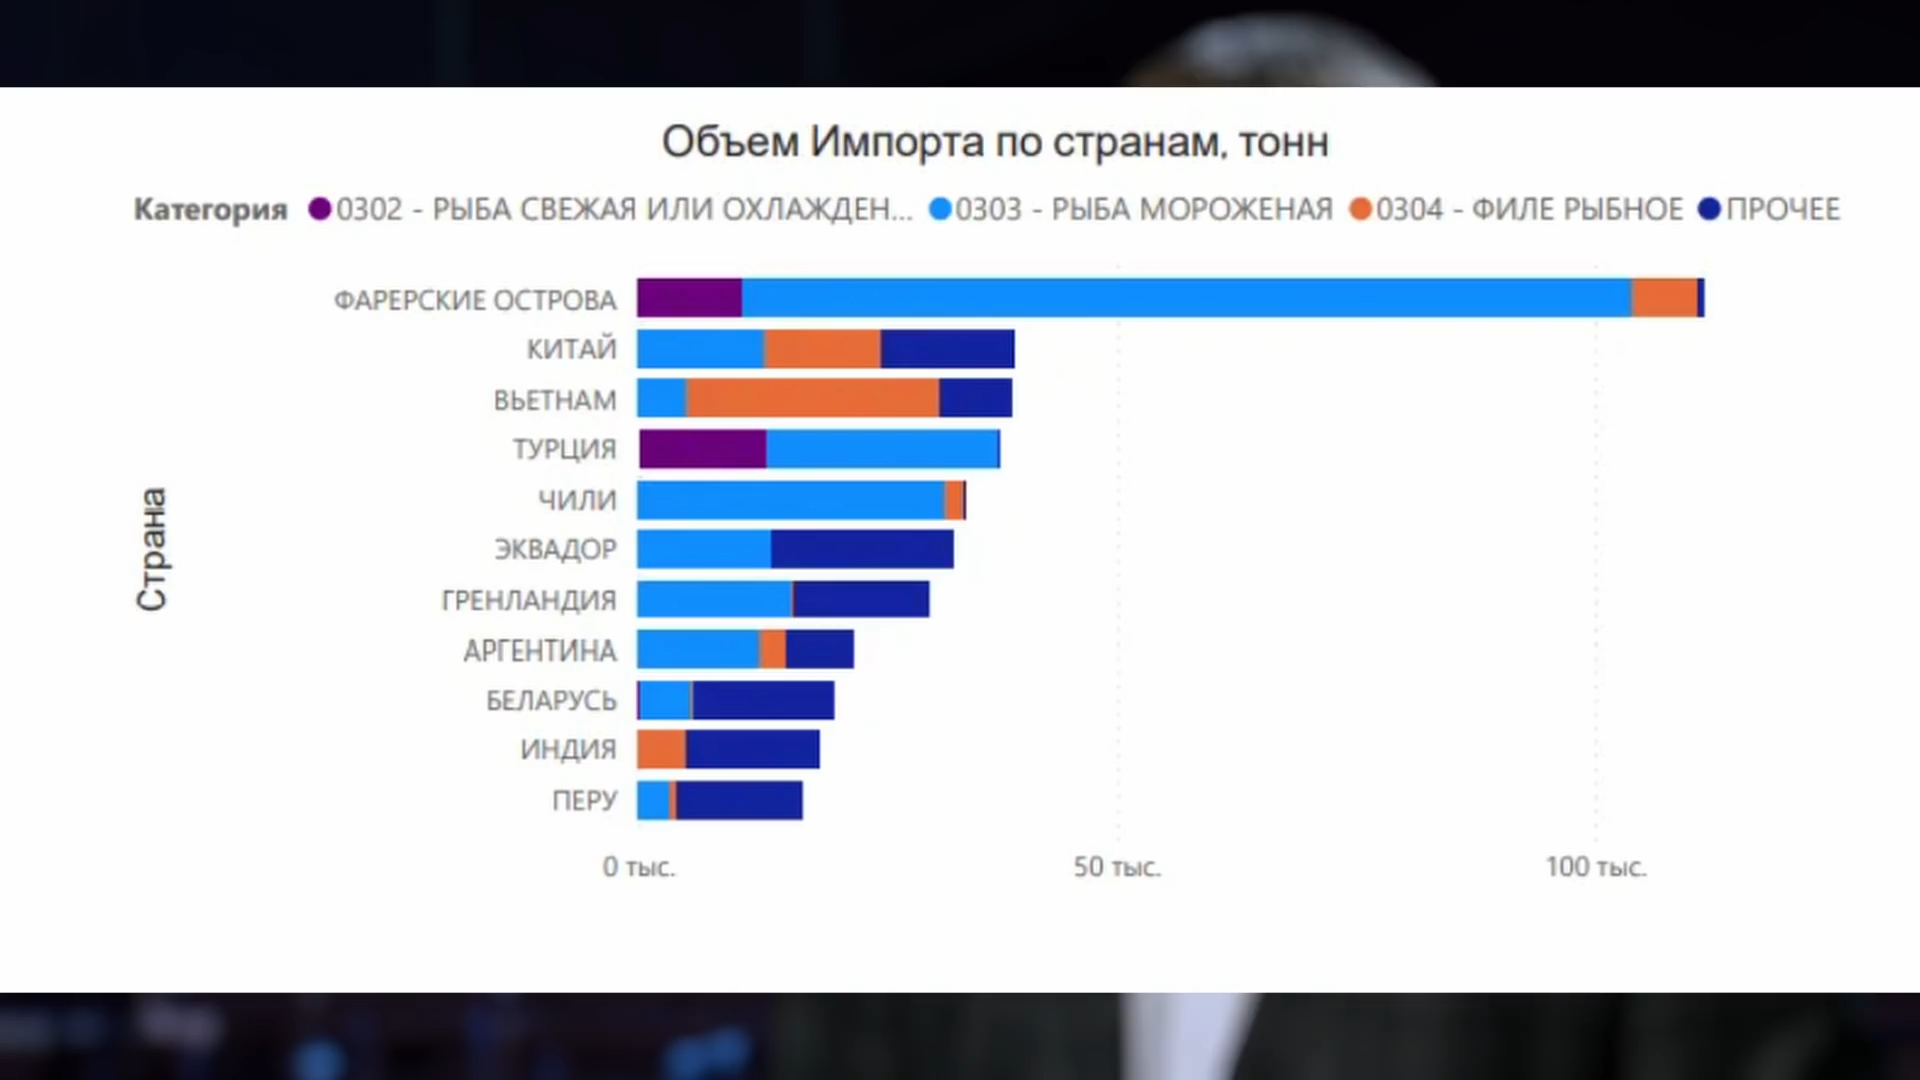 Объем Импорта по странам, тонн
Категория 0302 - РЫБА СВЕЖАЯ ИЛИ ОХЛАЖДЕН... 0303 - РЫБА МОРОЖЕНАЯ 0304 - ФИЛЕ РЫБНОЕ ПРОЧЕЕ
Страна
ФАРЕРСКИЕ ОСТРОВА
КИТАЙ
ВЬЕТНАМ
ТУРЦИЯ
ЧИЛИ
ЭКВАДОР
ГРЕНЛАНДИЯ
АРГЕНТИНА
БЕЛАРУСЬ
ИНДИЯ
ПЕРУ
0 тыс. 50 тыс. 100 тыс.